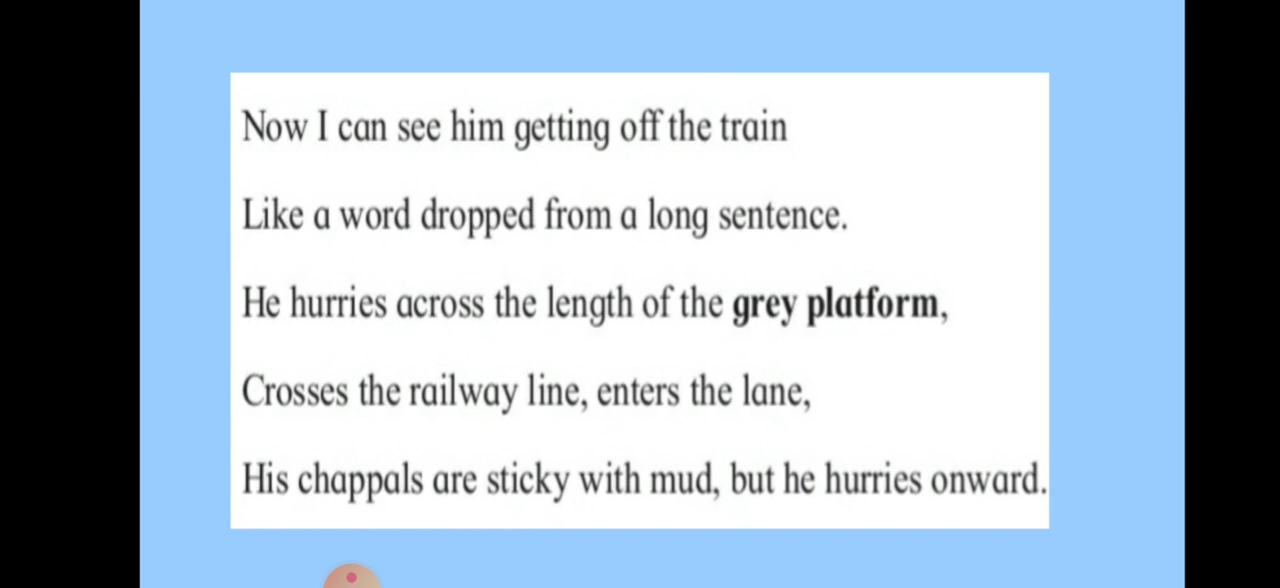 Now I can see him getting off the train
Like a word dropped from a long sentence.
He hurries across the length of the grey platform,
Crosses the railway line, enters the lane,
His chappals are sticky with mud, but he hurries onward.